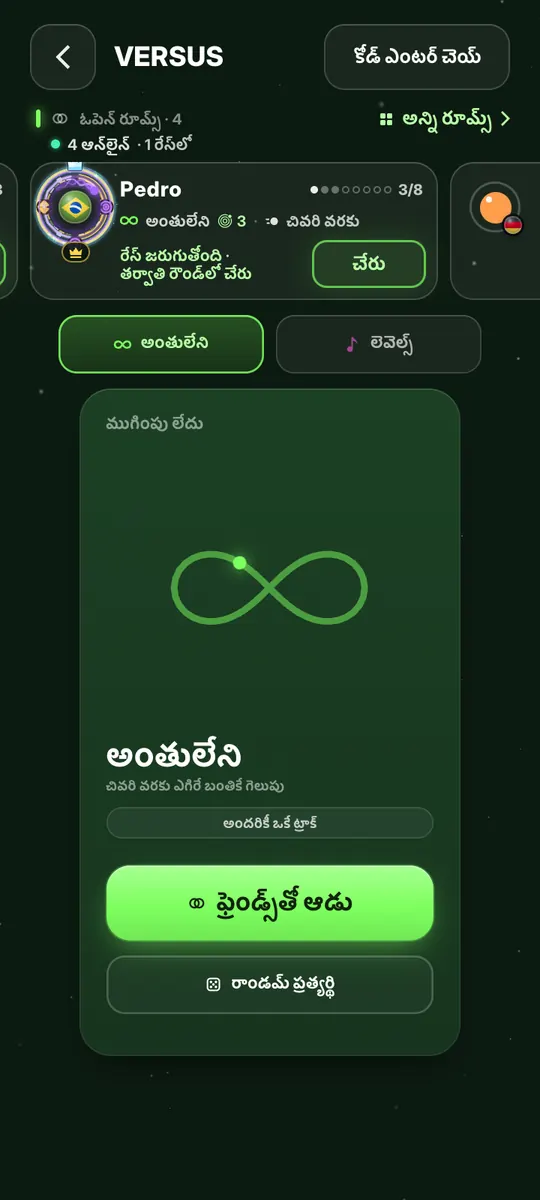 VERSUS
కోడ్ ఎంటర్ చెయ్
ఓపెన్ రూమ్స్ · 4
అన్ని రూమ్స్
4 ఆన్‌లైన్ · 1 రేస్‌లో
Pedro
3/8
అంతులేని 3 · చివరి వరకు
రేస్ జరుగుతోంది ·
తర్వాతి రౌండ్‌లో చేరు
చేరు
అంతులేని
లెవెల్స్
ముగింపు లేదు
అంతులేని
చివరి వరకు ఎగిరే బంతికే గెలుపు
అందరికీ ఒకే ట్రాక్
ఫ్రెండ్స్‌తో ఆడు
రాండమ్ ప్రత్యర్థి